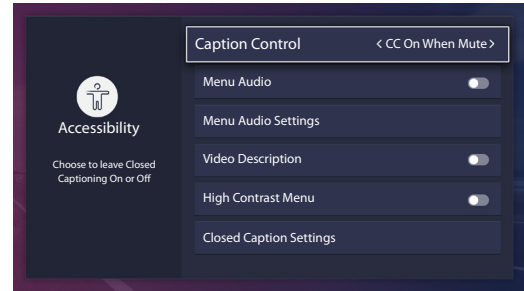 Caption Control < CC On When Mute >
Menu Audio
Menu Audio Settings
Video Description
High Contrast Menu
Closed Caption Settings
Accessibility
Choose to leave Closed
Captioning On or Off